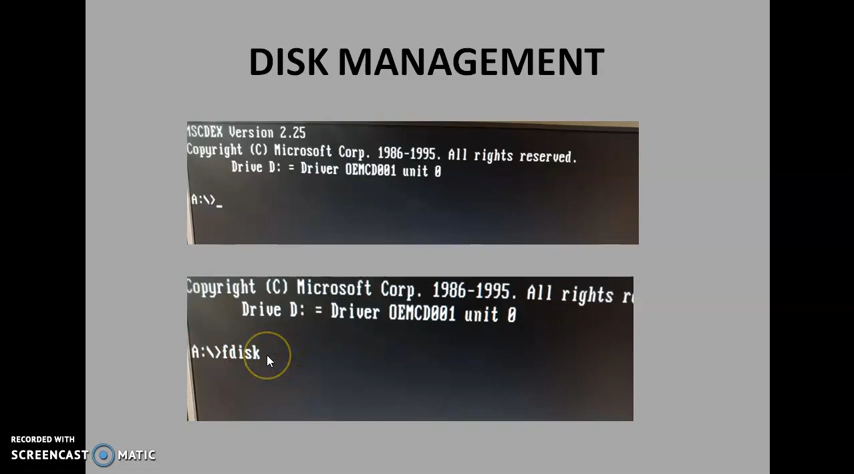 DISK MANAGEMENT
MSCDEX Version 2.25
Copyright (C) Microsoft Corp. 1986-1995. All rights reserved.
Drive D: = Driver OEMCD001 unit 0
A:\>_
Copyright (C) Microsoft Corp. 1986-1995. All rights r
Drive D: = Driver OEMCD001 unit 0
A:\>fdisk
RECORDED WITH
SCREENCAST MATIC